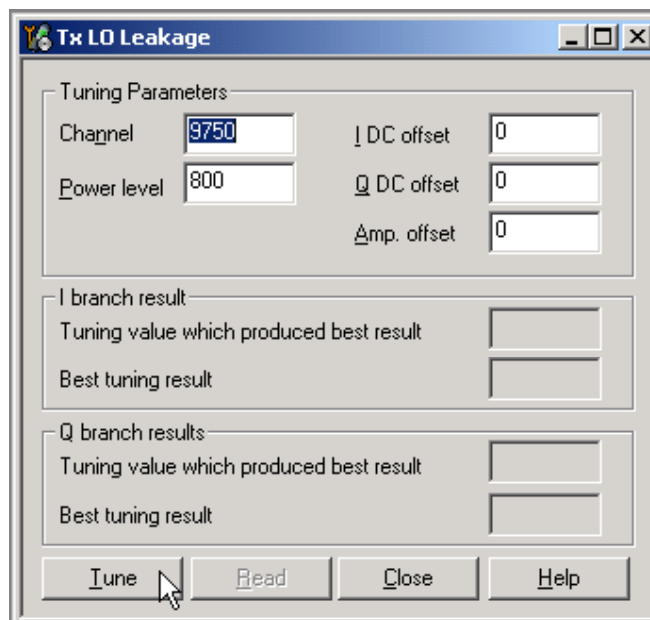 Tx LO Leakage
Tuning Parameters
Channel 9750 I DC offset 0
Power level 800 Q DC offset 0
Amp. offset 0
I branch result
Tuning value which produced best result
Best tuning result
Q branch results
Tuning value which produced best result
Best tuning result
Tune Read Close Help